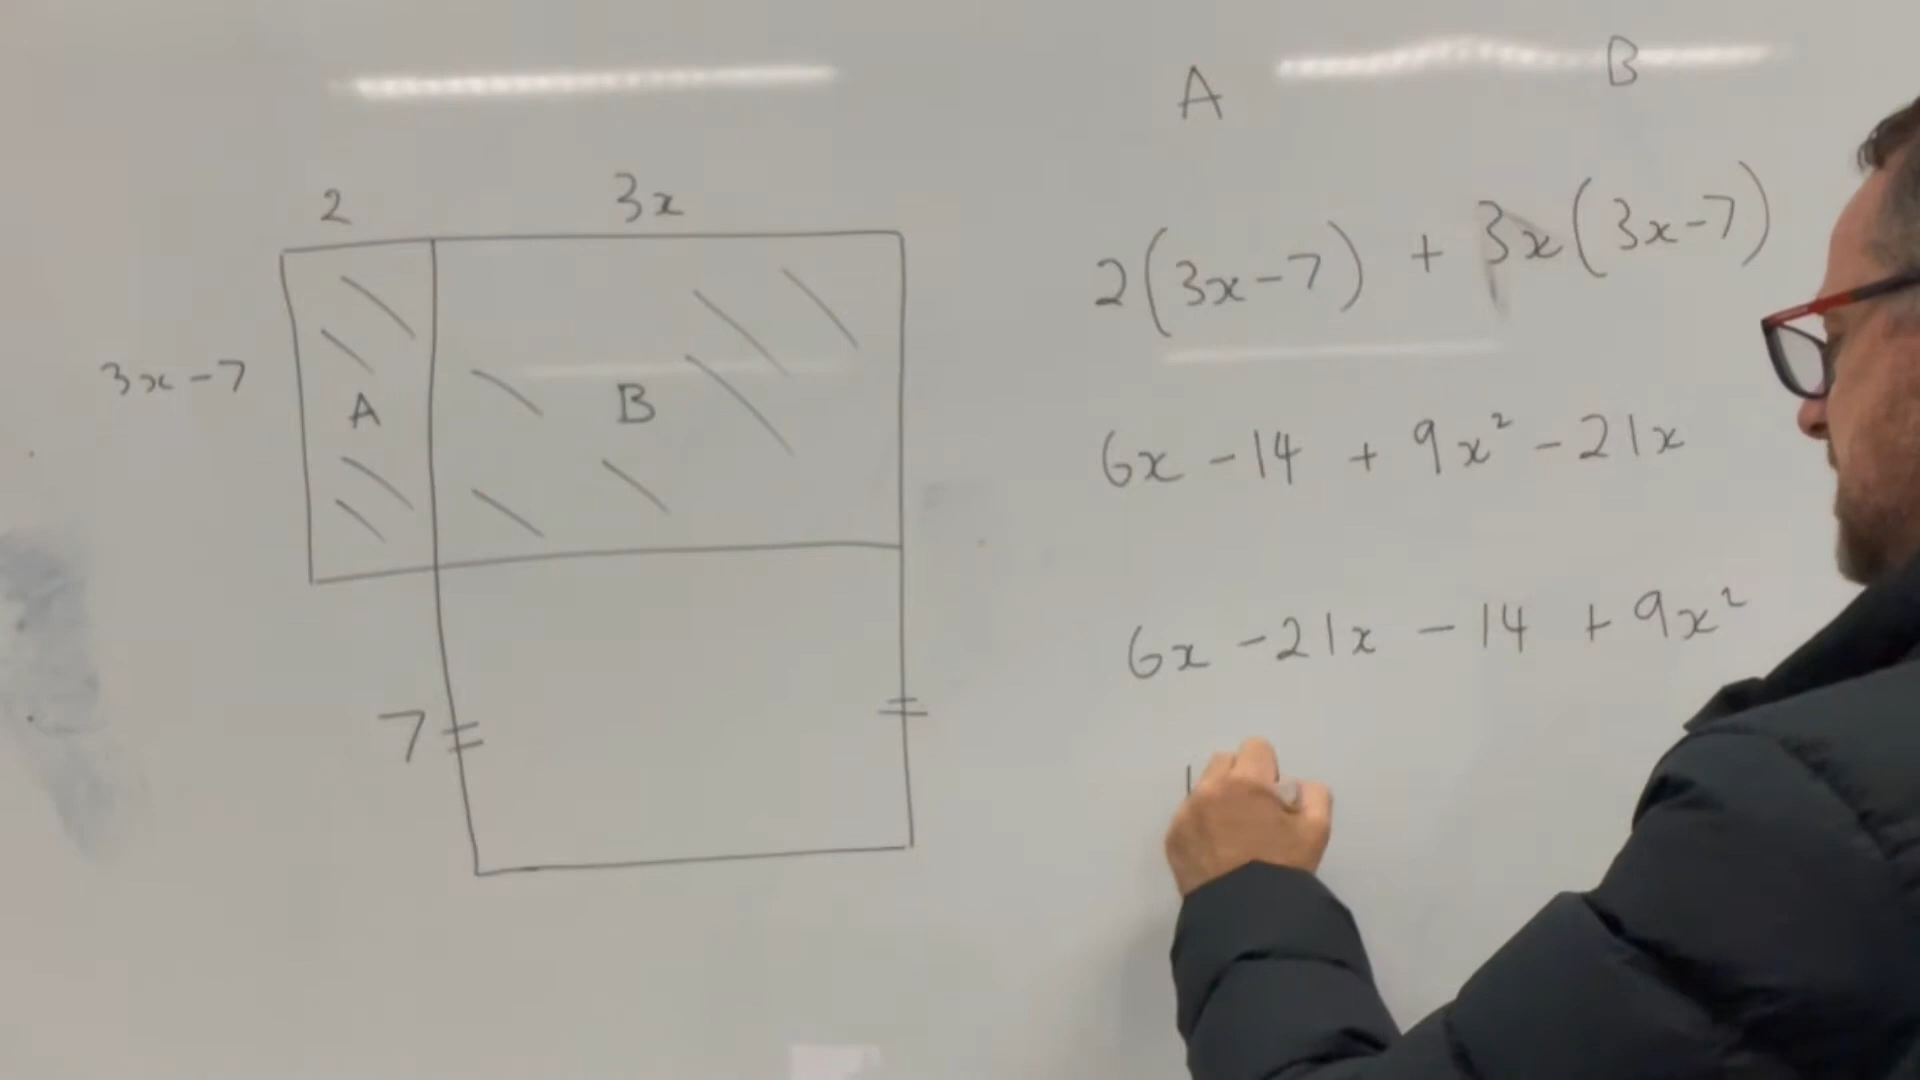 2 3x
3x-7
A B
7
A B
2(3x-7) + 3x(3x-7)
6x -14 + 9x² -21x
6x -21x -14 +9x²